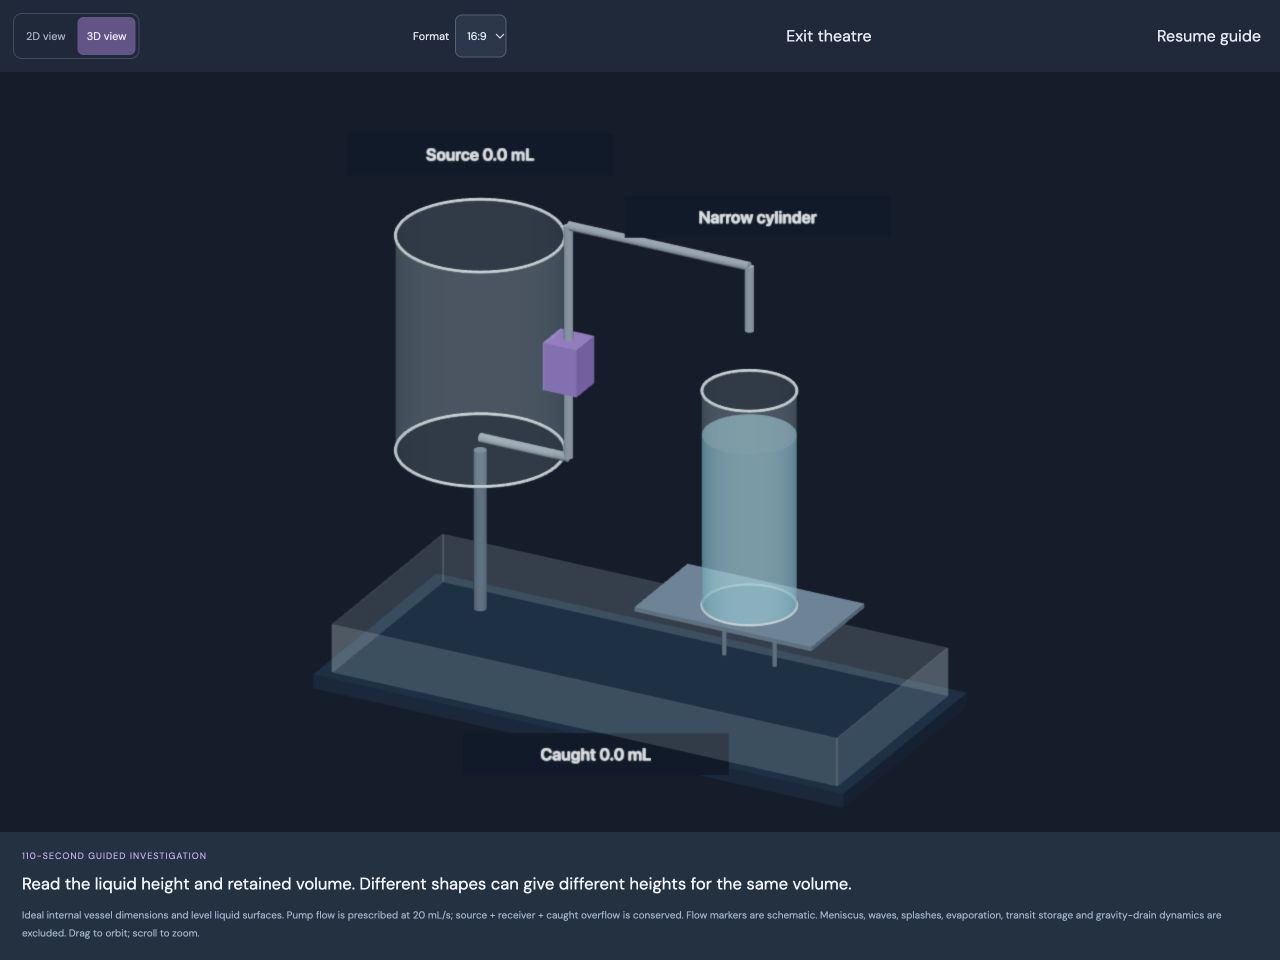 2D view
3D view
Format
16:9
Exit theatre
Resume guide
Source 0.0 mL
Narrow cylinder
Caught 0.0 mL
110-SECOND GUIDED INVESTIGATION
Read the liquid height and retained volume. Different shapes can give different heights for the same volume.
Ideal internal vessel dimensions and level liquid surfaces. Pump flow is prescribed at 20 mL/s; source + receiver + caught overflow is conserved. Flow markers are schematic. Meniscus, waves, splashes, evaporation, transit storage and gravity-drain dynamics are
excluded. Drag to orbit; scroll to zoom.